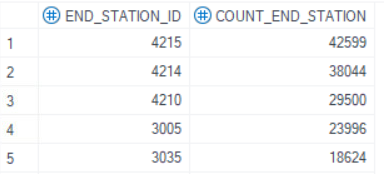 END_STATION_ID COUNT_END_STATION
1 4215 42599
2 4214 38044
3 4210 29500
4 3005 23996
5 3035 18624